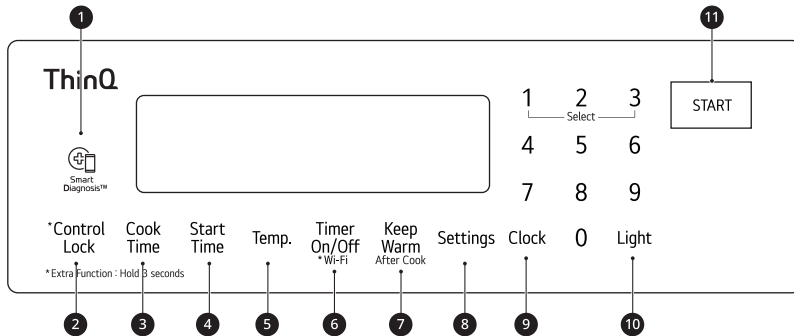 1
11
ThinQ
1 2 3
Select
START
4 5 6
Smart
Diagnosis™
7 8 9
*Control
Lock
Cook
Time
Start
Time
Temp.
Timer
On/Off
*Wi-Fi
Keep
Warm
After Cook
Settings
Clock
0
Light
*Extra Function : Hold 3 seconds
2 3 4 5 6 7 8 9 10